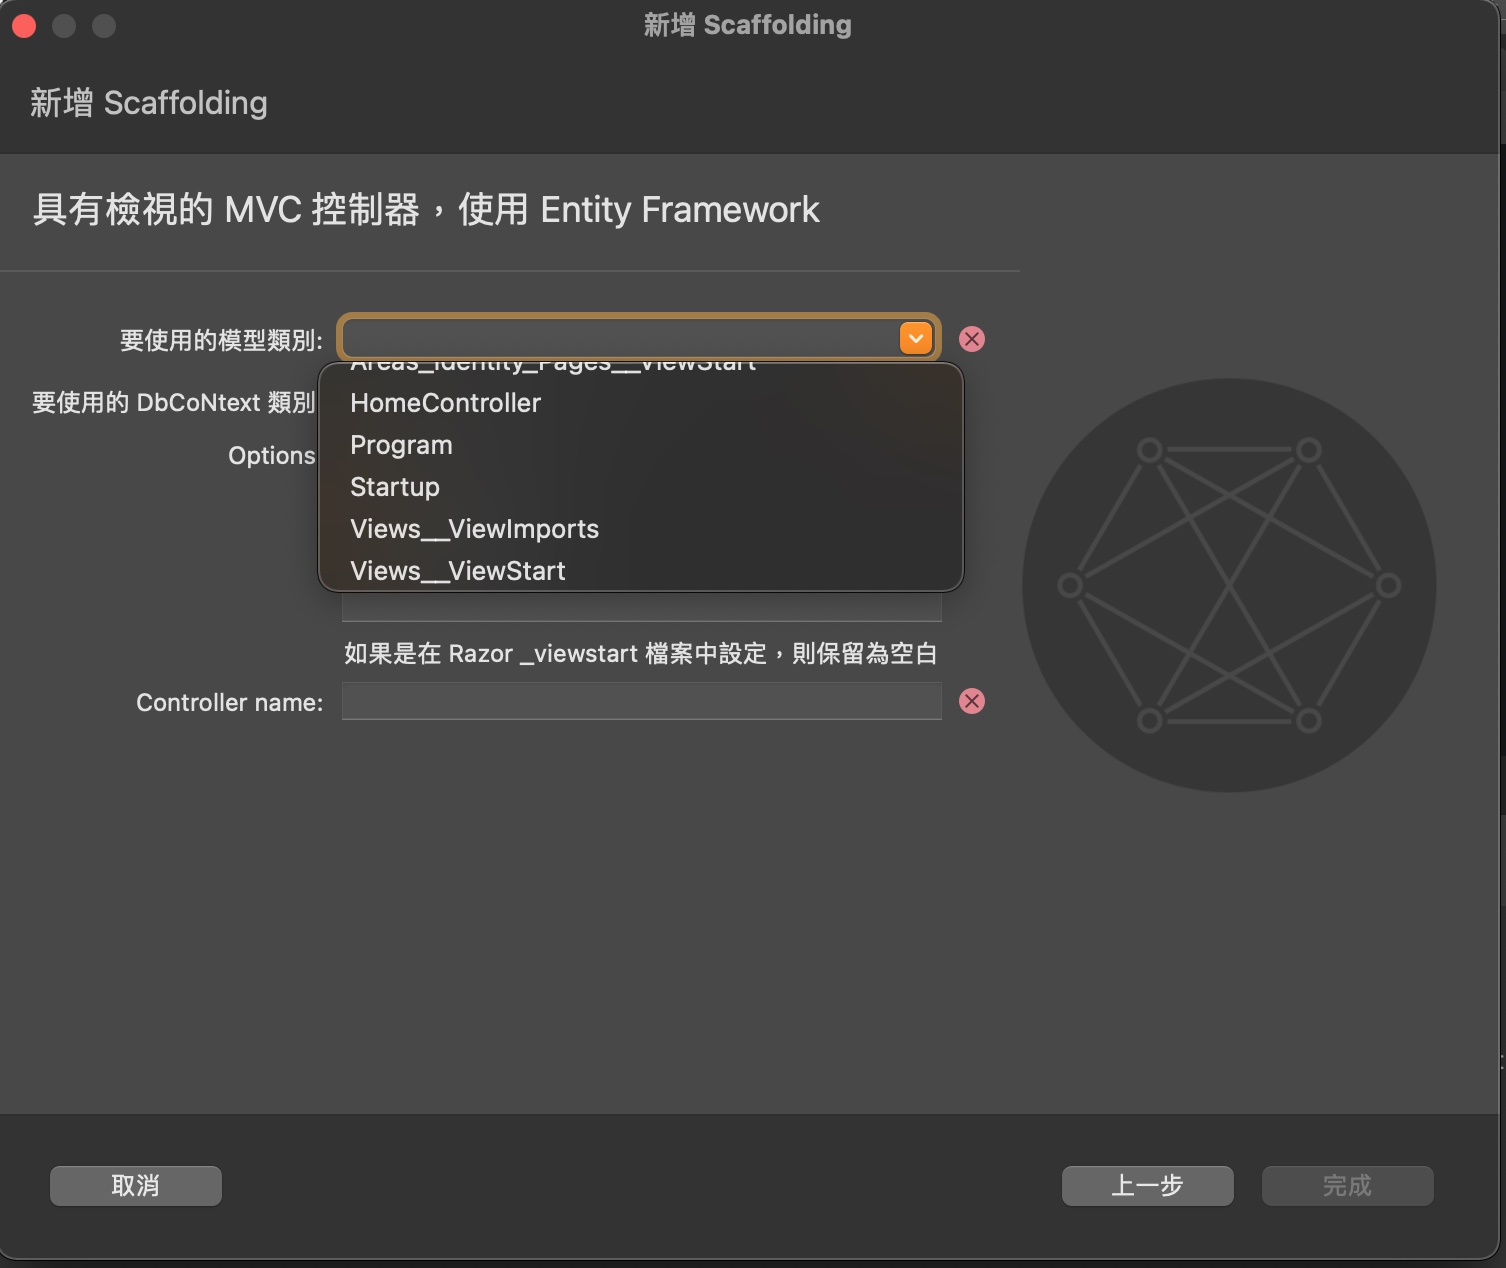 新增 Scaffolding
新增 Scaffolding
具有檢視的 MVC 控制器，使用 Entity Framework
要使用的模型類別:
Areas_Identity_Pages__ViewStart
要使用的 DbCoNtext 類別
HomeController
Options
Program
Startup
Views__ViewImports
Views__ViewStart
如果是在 Razor _viewstart 檔案中設定，則保留為空白
Controller name:
取消
上一步
完成